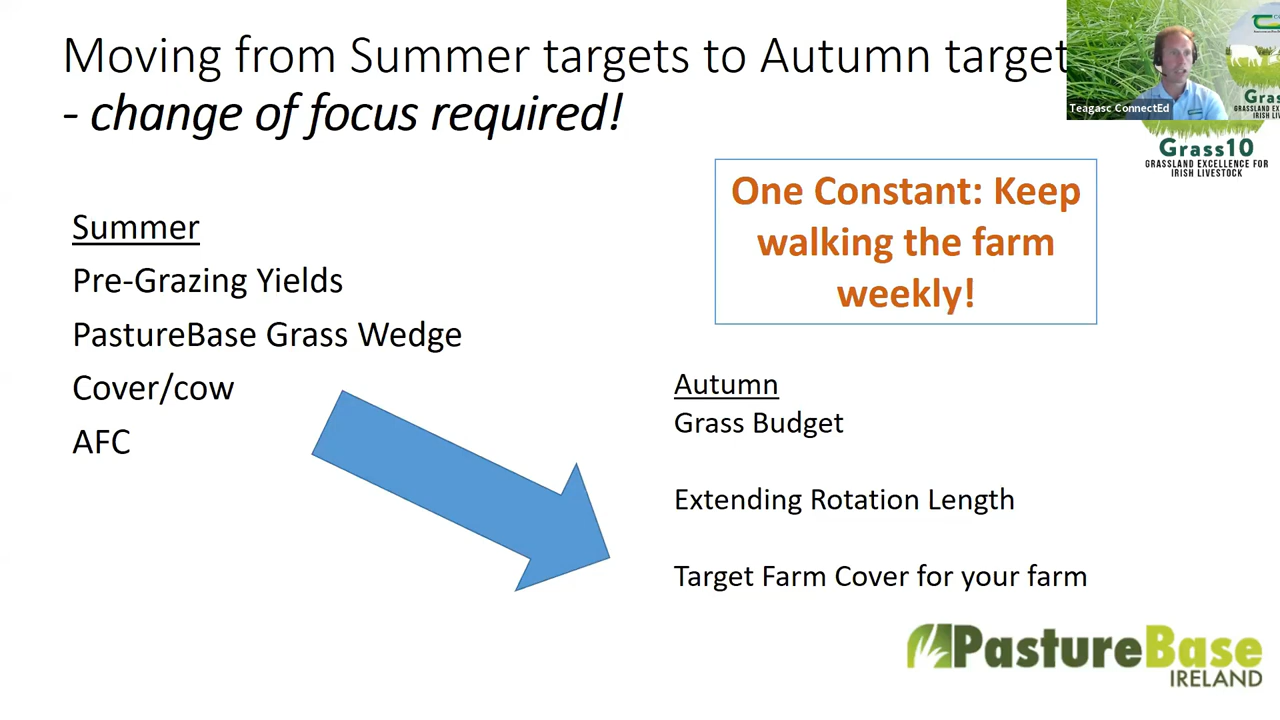 Moving from Summer targets to Autumn target
- change of focus required!
Teagasc ConnectEd
Grass10
GRASSLAND EXCELLENCE FOR
IRISH LIVESTOCK
One Constant: Keep
walking the farm
weekly!
Summer
Pre-Grazing Yields
PastureBase Grass Wedge
Cover/cow
AFC
Autumn
Grass Budget
Extending Rotation Length
Target Farm Cover for your farm
PastureBase
IRELAND